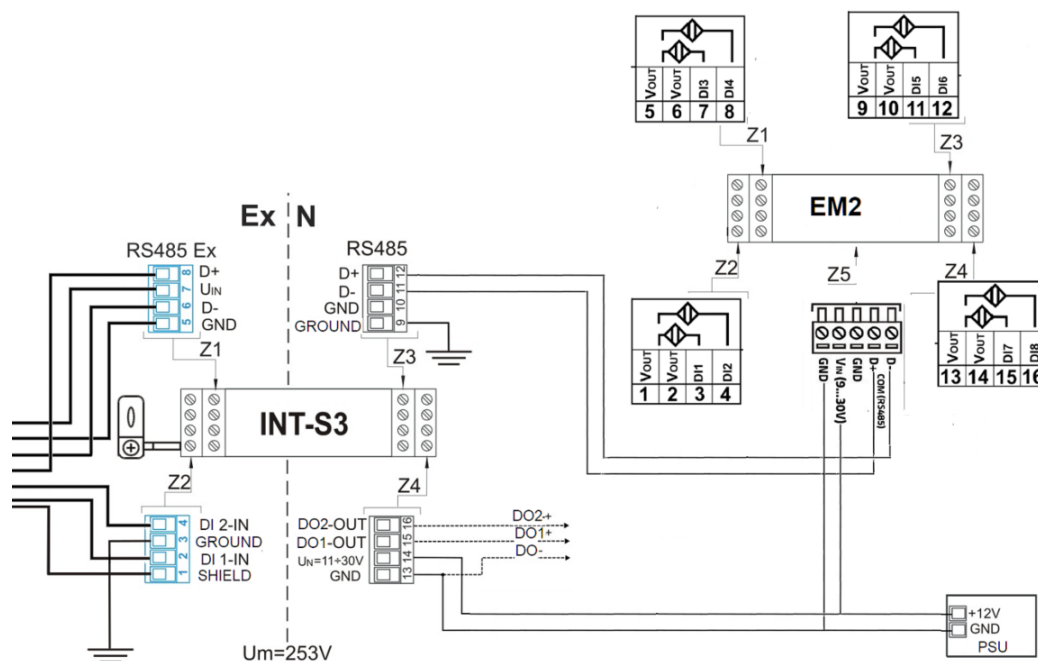 VOUT VOUT DI3 DI4
5 6 7 8
Z1
VOUT VOUT DI5 DI6
9 10 11 12
Z3
EM2
Z2
Z5
Z4
VOUT VOUT DI1 DI2
1 2 3 4
GND
VIN (9...30V)
GND
D+
D-
COM (RS485)
VOUT VOUT DI7 DI8
13 14 15 16
Ex N
RS485 Ex
8 D+
7 UIN
6 D-
5 GND
Z1
RS485
D+ 12
D- 11
GND 10
GROUND 9
Z3
0
INT-S3
Z2
Z4
4 DI 2-IN
3 GROUND
2 DI 1-IN
1 SHIELD
DO2-OUT 16
DO1-OUT 15
UN=11÷30V 14
GND 13
DO2-+
DO1+
DO-
+12V
GND
PSU
Um=253V